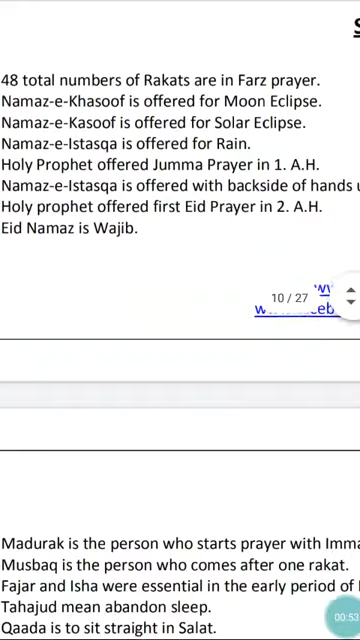 S
48 total numbers of Rakats are in Farz prayer.
Namaz-e-Khasoof is offered for Moon Eclipse.
Namaz-e-Kasoof is offered for Solar Eclipse.
Namaz-e-Istasqa is offered for Rain.
Holy Prophet offered Jumma Prayer in 1. A.H.
Namaz-e-Istasqa is offered with backside of hands
Holy prophet offered first Eid Prayer in 2. A.H.
Eid Namaz is Wajib.
10 / 27
Madurak is the person who starts prayer with
Musbaq is the person who comes after one rakat.
Fajar and Isha were essential in the early period of
Tahajud mean abandon sleep.
00:53
Qaada is to sit straight in Salat.